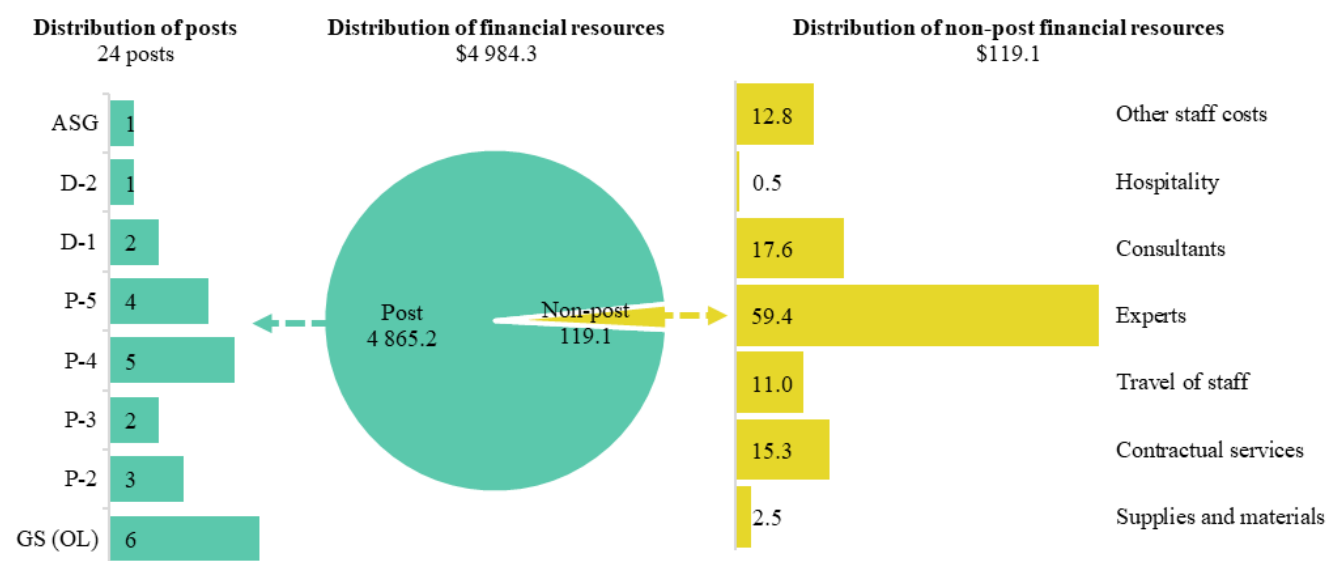 Distribution of posts
24 posts
ASG 1
D-2 1
D-1 2
P-5 4
P-4 5
P-3 2
P-2 3
GS (OL) 6
Distribution of financial resources
$4 984.3
Post
4 865.2
Non-post
119.1
Distribution of non-post financial resources
$119.1
12.8 Other staff costs
0.5 Hospitality
17.6 Consultants
59.4 Experts
11.0 Travel of staff
15.3 Contractual services
2.5 Supplies and materials